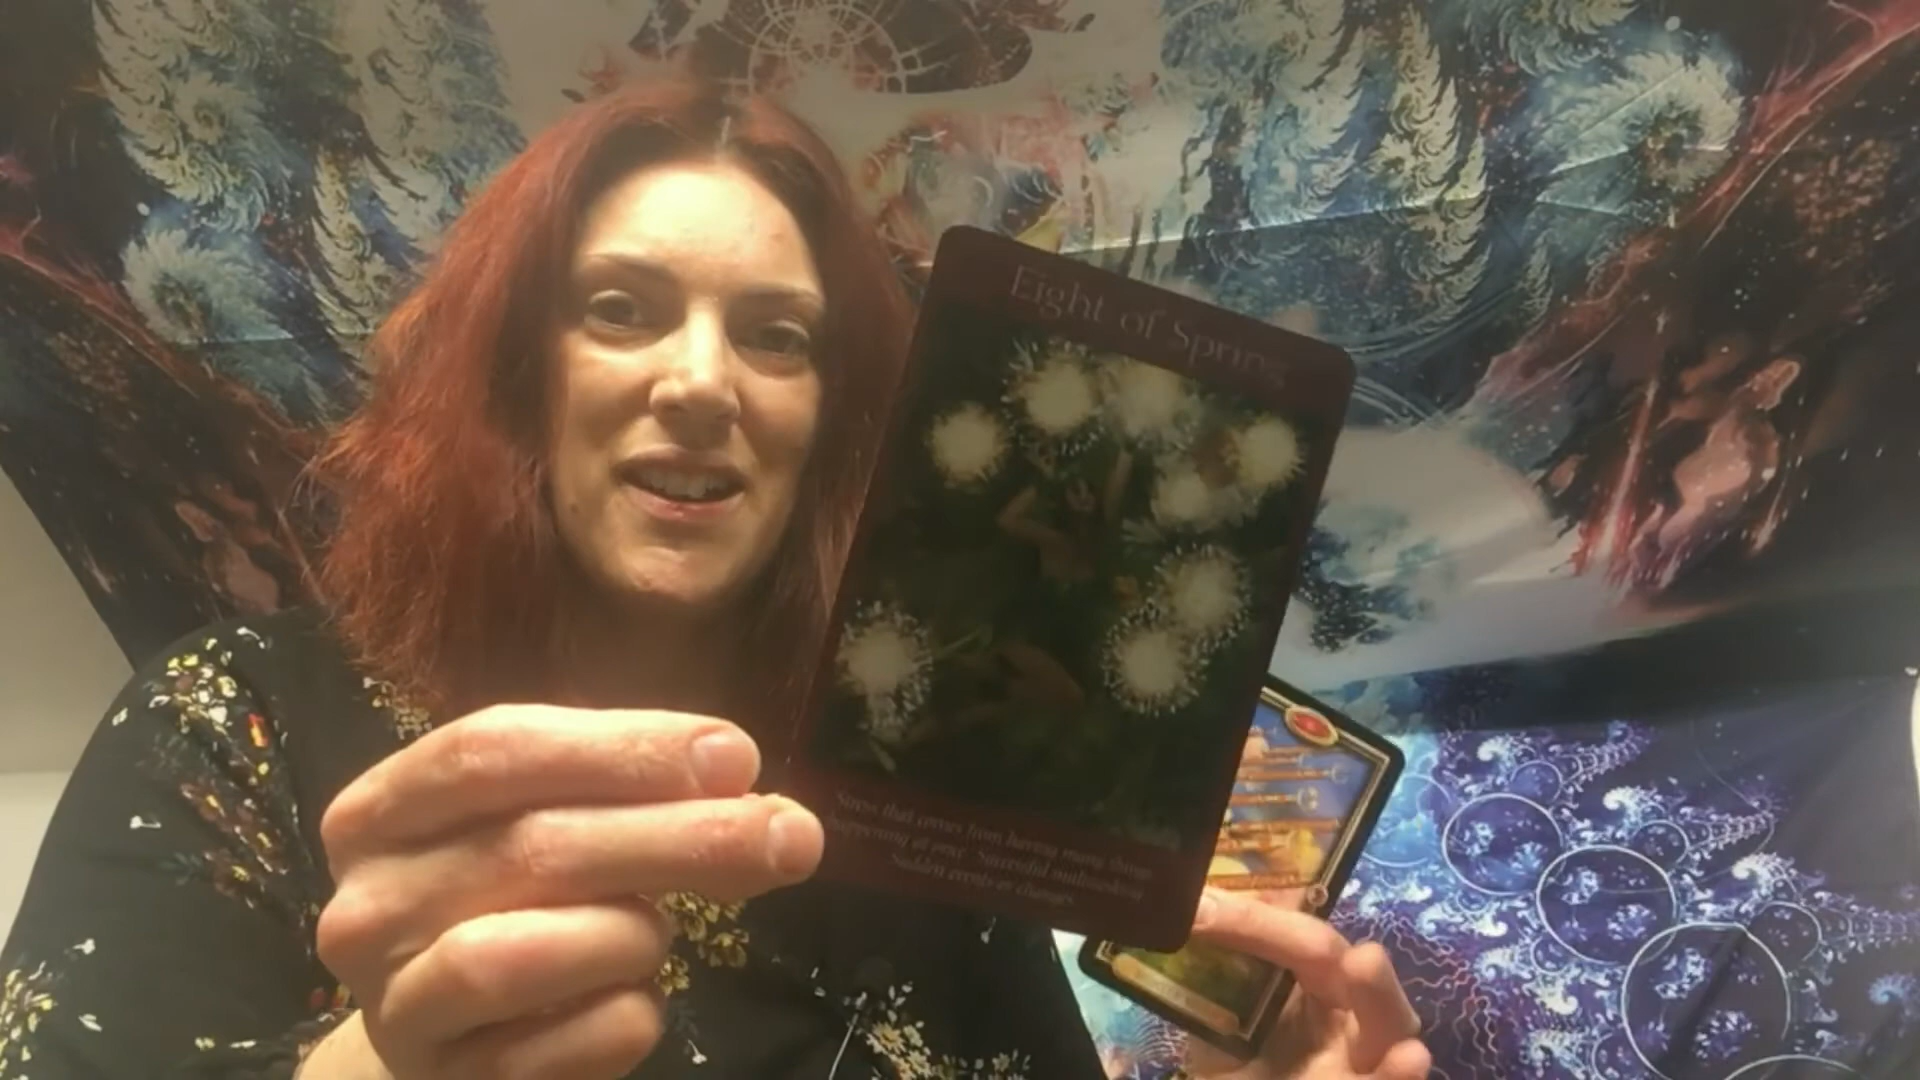 Eight of Spring
Stress that comes from having many things
happening at once. Successful multitasking
Sudden events or changes.